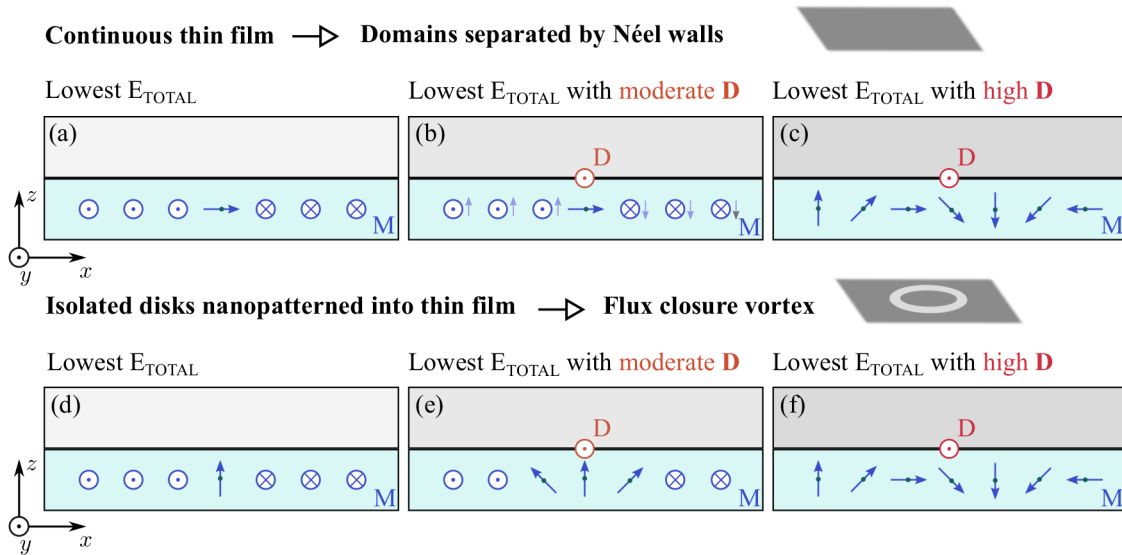 Continuous thin film Domains separated by Néel walls
Lowest E_TOTAL
Lowest E_TOTAL with moderate D
Lowest E_TOTAL with high D
(a)
M
(b)
D
M
(c)
D
M
z
y
x
Isolated disks nanopatterned into thin film Flux closure vortex
Lowest E_TOTAL
Lowest E_TOTAL with moderate D
Lowest E_TOTAL with high D
(d)
M
(e)
D
M
(f)
D
M
z
y
x